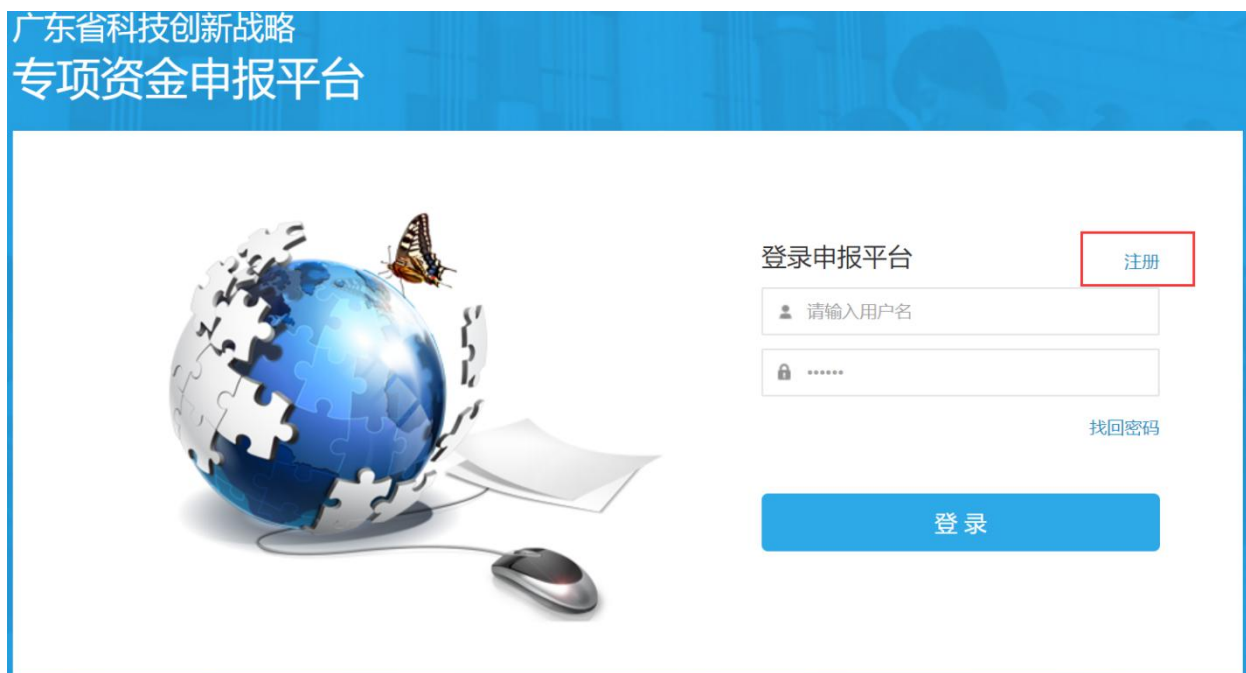 广东省科技创新战略
专项资金申报平台
登录申报平台
注册
请输入用户名
••••••
找回密码
登 录